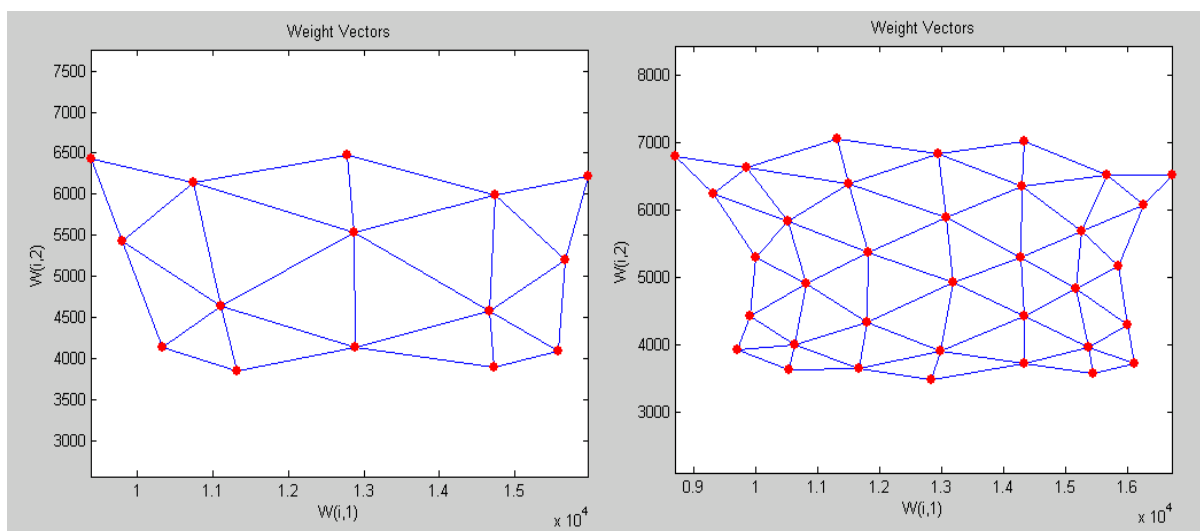 Weight Vectors
7500
7000
6500
6000
5500
5000
4500
4000
3500
3000
W(i,2)
1 1.1 1.2 1.3 1.4 1.5
W(i,1)
x 10^4
Weight Vectors
8000
7000
6000
5000
4000
3000
W(i,2)
0.9 1 1.1 1.2 1.3 1.4 1.5 1.6
W(i,1)
x 10^4